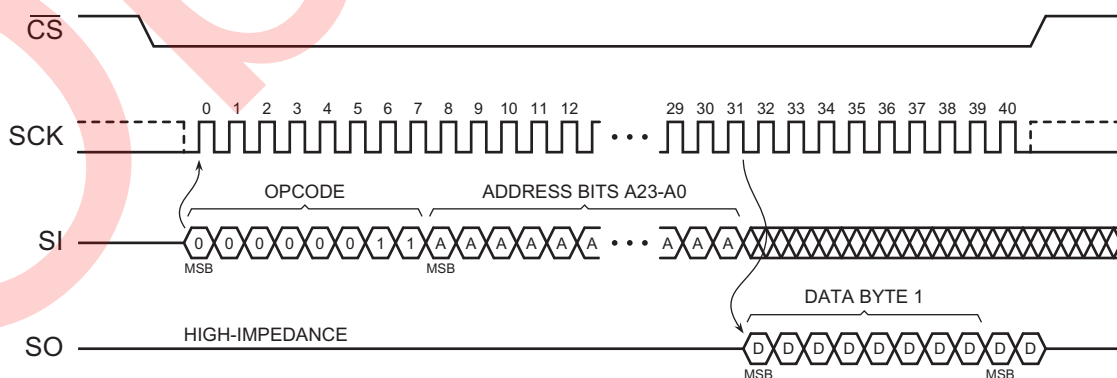 CS
0 1 2 3 4 5 6 7 8 9 10 11 12 29 30 31 32 33 34 35 36 37 38 39 40
SCK
OPCODE ADDRESS BITS A23-A0
SI 0 0 0 0 0 0 1 1 A A A A A A A A A
MSB MSB
DATA BYTE 1
HIGH-IMPEDANCE
SO D D D D D D D D D D
MSB MSB